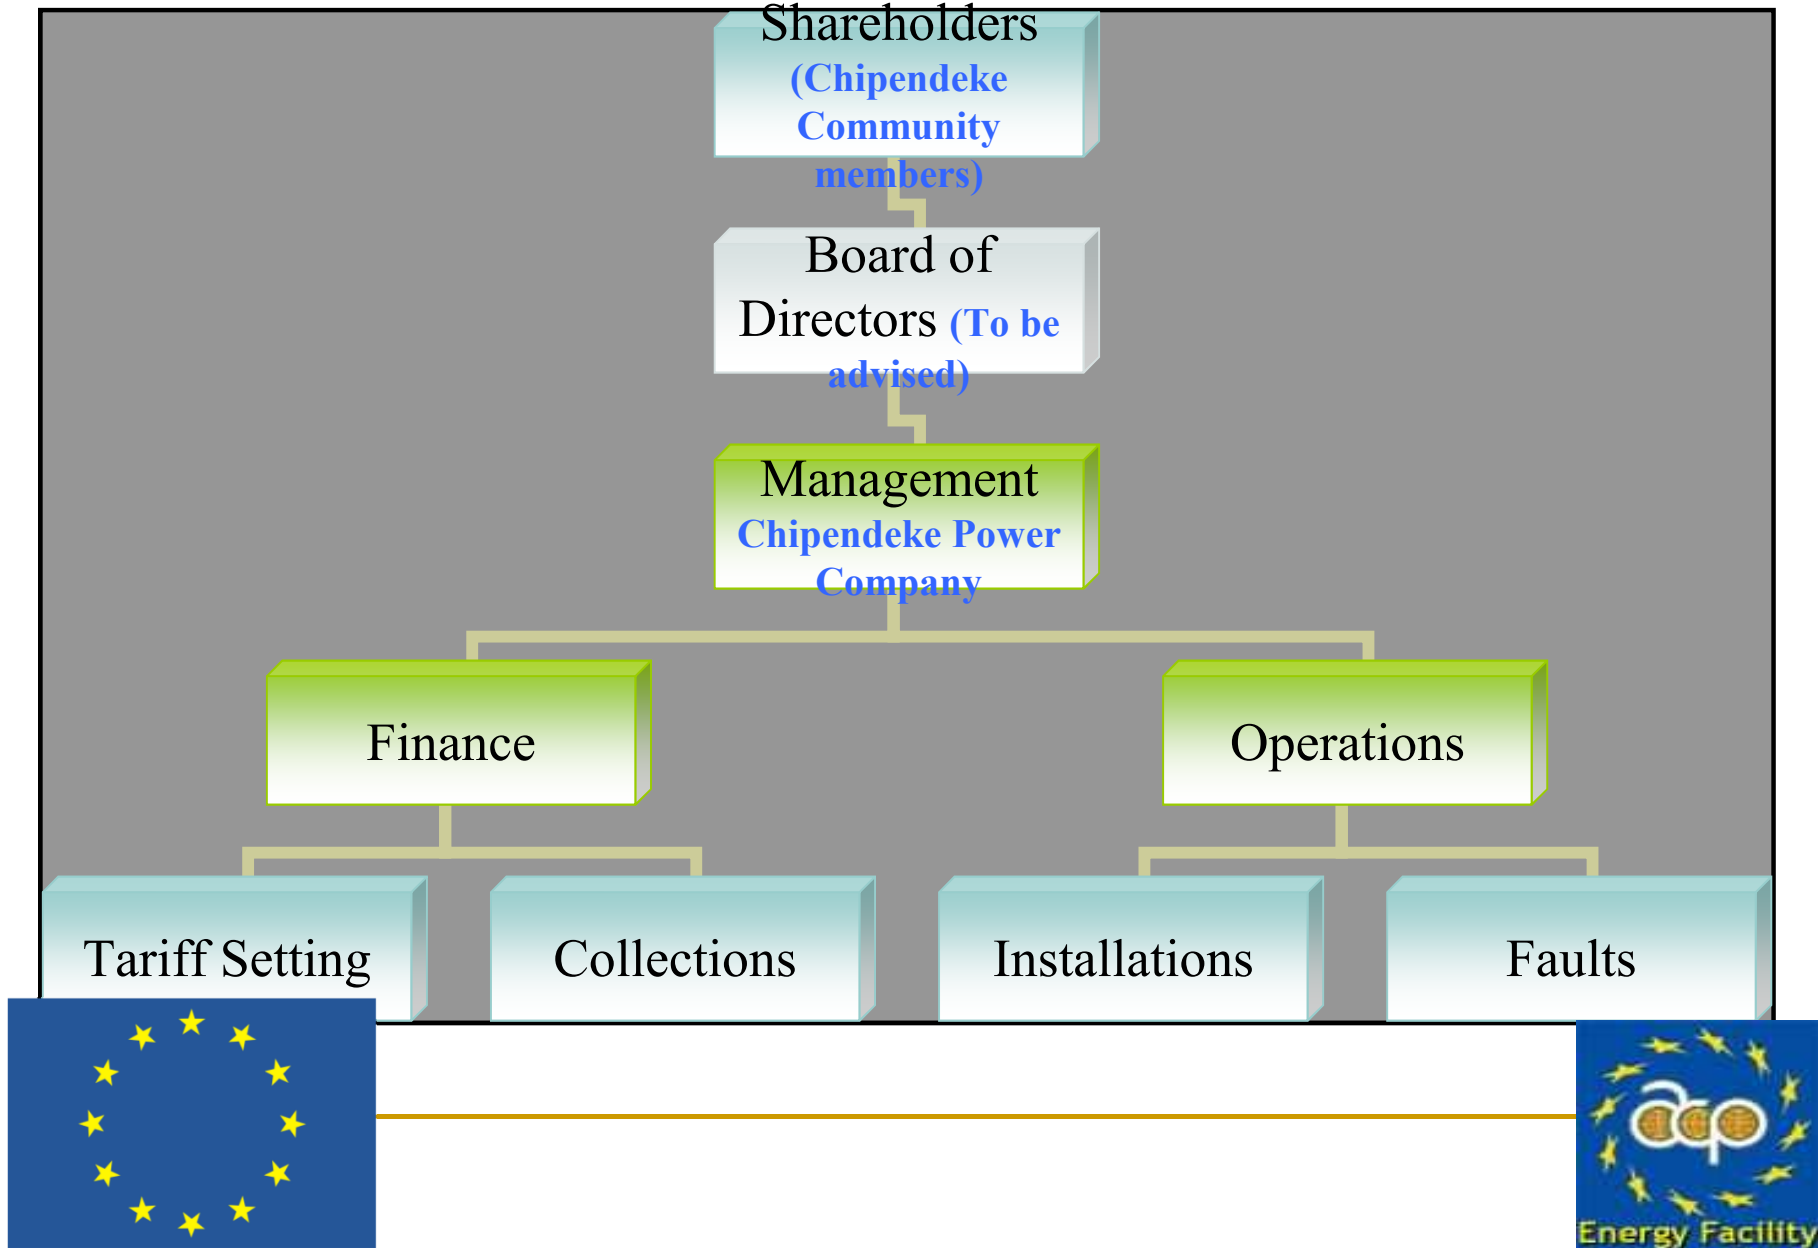 Shareholders
(Chipendeke
Community
members)
Board of
Directors (To be
advised)
Management
Chipendeke Power
Company
Finance
Operations
Tariff Setting
Collections
Installations
Faults
acp
Energy Facility